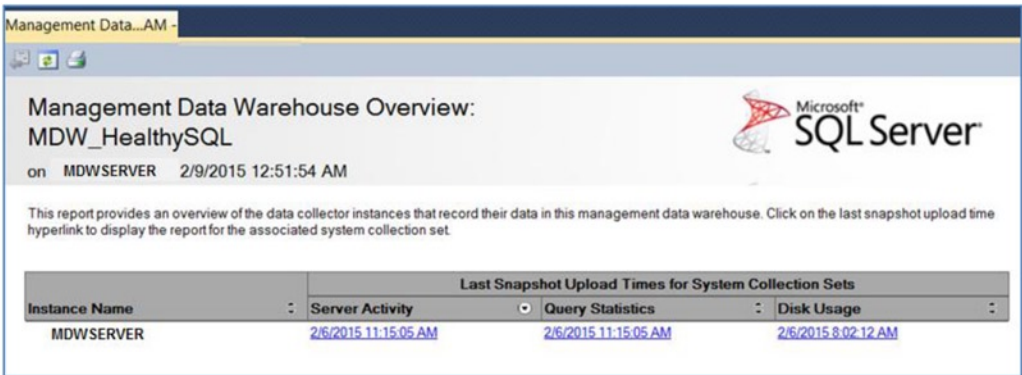 Management Data...AM -
Management Data Warehouse Overview:
MDW_HealthySQL
on MDWSERVER 2/9/2015 12:51:54 AM
Microsoft®
SQL Server®
This report provides an overview of the data collector instances that record their data in this management data warehouse. Click on the last snapshot upload time
hyperlink to display the report for the associated system collection set.
Last Snapshot Upload Times for System Collection Sets
Instance Name Server Activity Query Statistics Disk Usage
MDWSERVER 2/6/2015 11:15:05 AM 2/6/2015 11:15:05 AM 2/6/2015 8:02:12 AM